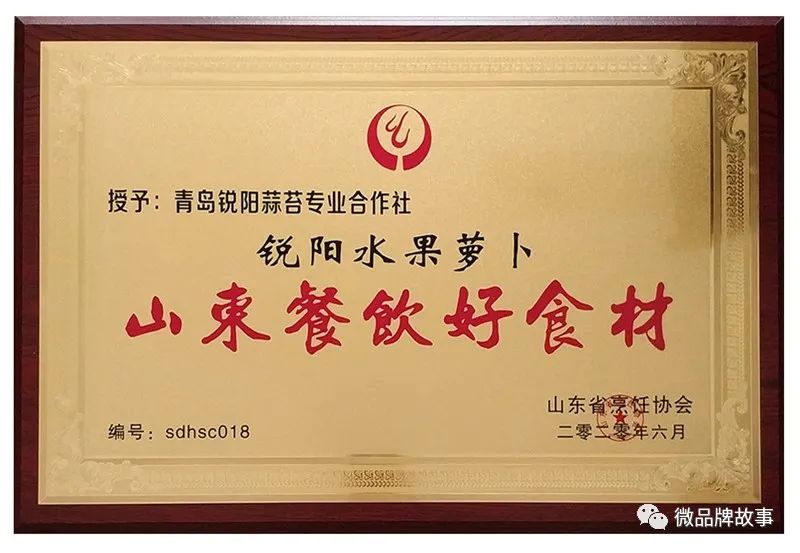 授予：青岛锐阳蒜苔专业合作社
锐阳水果萝卜
山东餐飲好食材
山东省烹饪协会
编号：sdhsc018
二零二零年六月
微品牌故事